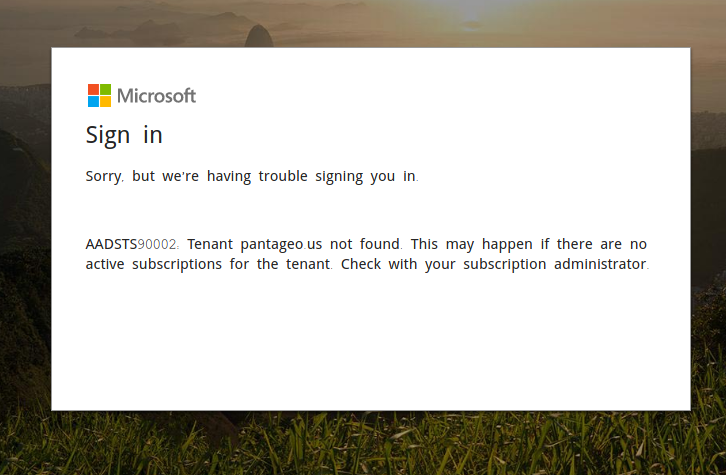 Microsoft
Sign in
Sorry, but we're having trouble signing you in.
AADSTS90002: Tenant pantageo.us not found. This may happen if there are no
active subscriptions for the tenant. Check with your subscription administrator.